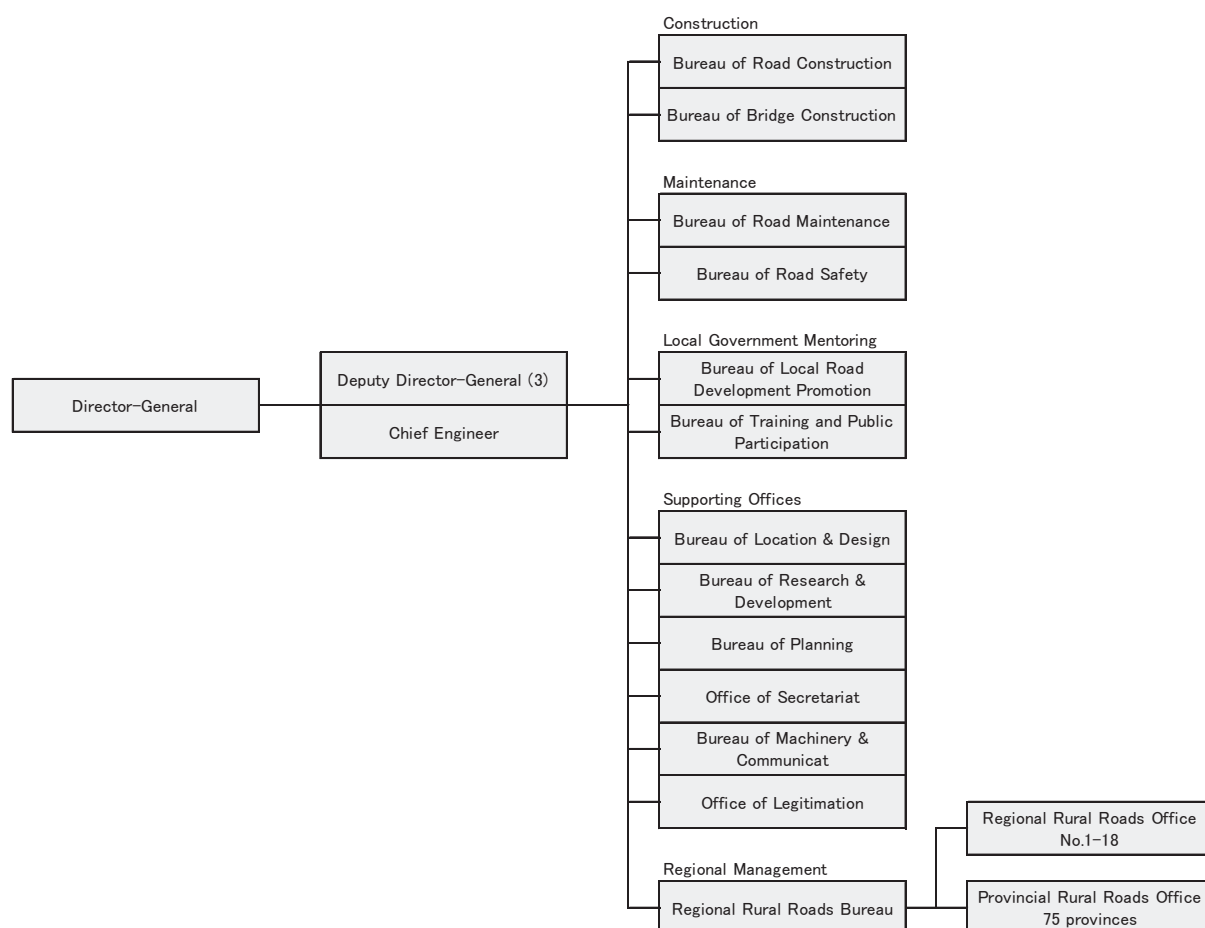 Construction
Bureau of Road Construction
Bureau of Bridge Construction
Maintenance
Bureau of Road Maintenance
Bureau of Road Safety
Local Government Mentoring
Bureau of Local Road
Development Promotion
Bureau of Training and Public
Participation
Director-General
Deputy Director-General (3)
Chief Engineer
Supporting Offices
Bureau of Location & Design
Bureau of Research &
Development
Bureau of Planning
Office of Secretariat
Bureau of Machinery &
Communicat
Office of Legitimation
Regional Management
Regional Rural Roads Bureau
Regional Rural Roads Office
No.1-18
Provincial Rural Roads Office
75 provinces